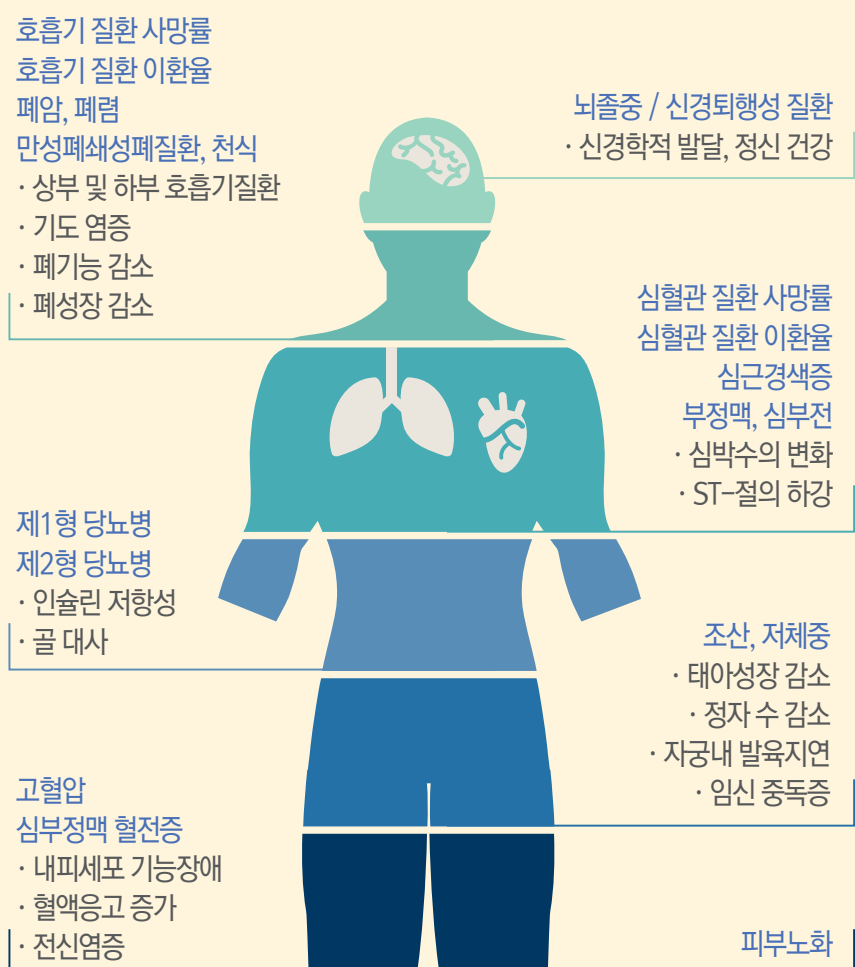 호흡기 질환 사망률
호흡기 질환 이환율
폐암, 폐렴
만성폐쇄성폐질환, 천식
· 상부 및 하부 호흡기질환
· 기도 염증
· 폐기능 감소
· 폐성장 감소
뇌졸중 / 신경퇴행성 질환
· 신경학적 발달, 정신 건강
심혈관 질환 사망률
심혈관 질환 이환율
심근경색증
부정맥, 심부전
· 심박수의 변화
· ST-절의 하강
제1형 당뇨병
제2형 당뇨병
· 인슐린 저항성
· 골 대사
조산, 저체중
· 태아성장 감소
· 정자 수 감소
· 자궁내 발육지연
· 임신 중독증
고혈압
심부정맥 혈전증
· 내피세포 기능장애
· 혈액응고 증가
· 전신염증
피부노화